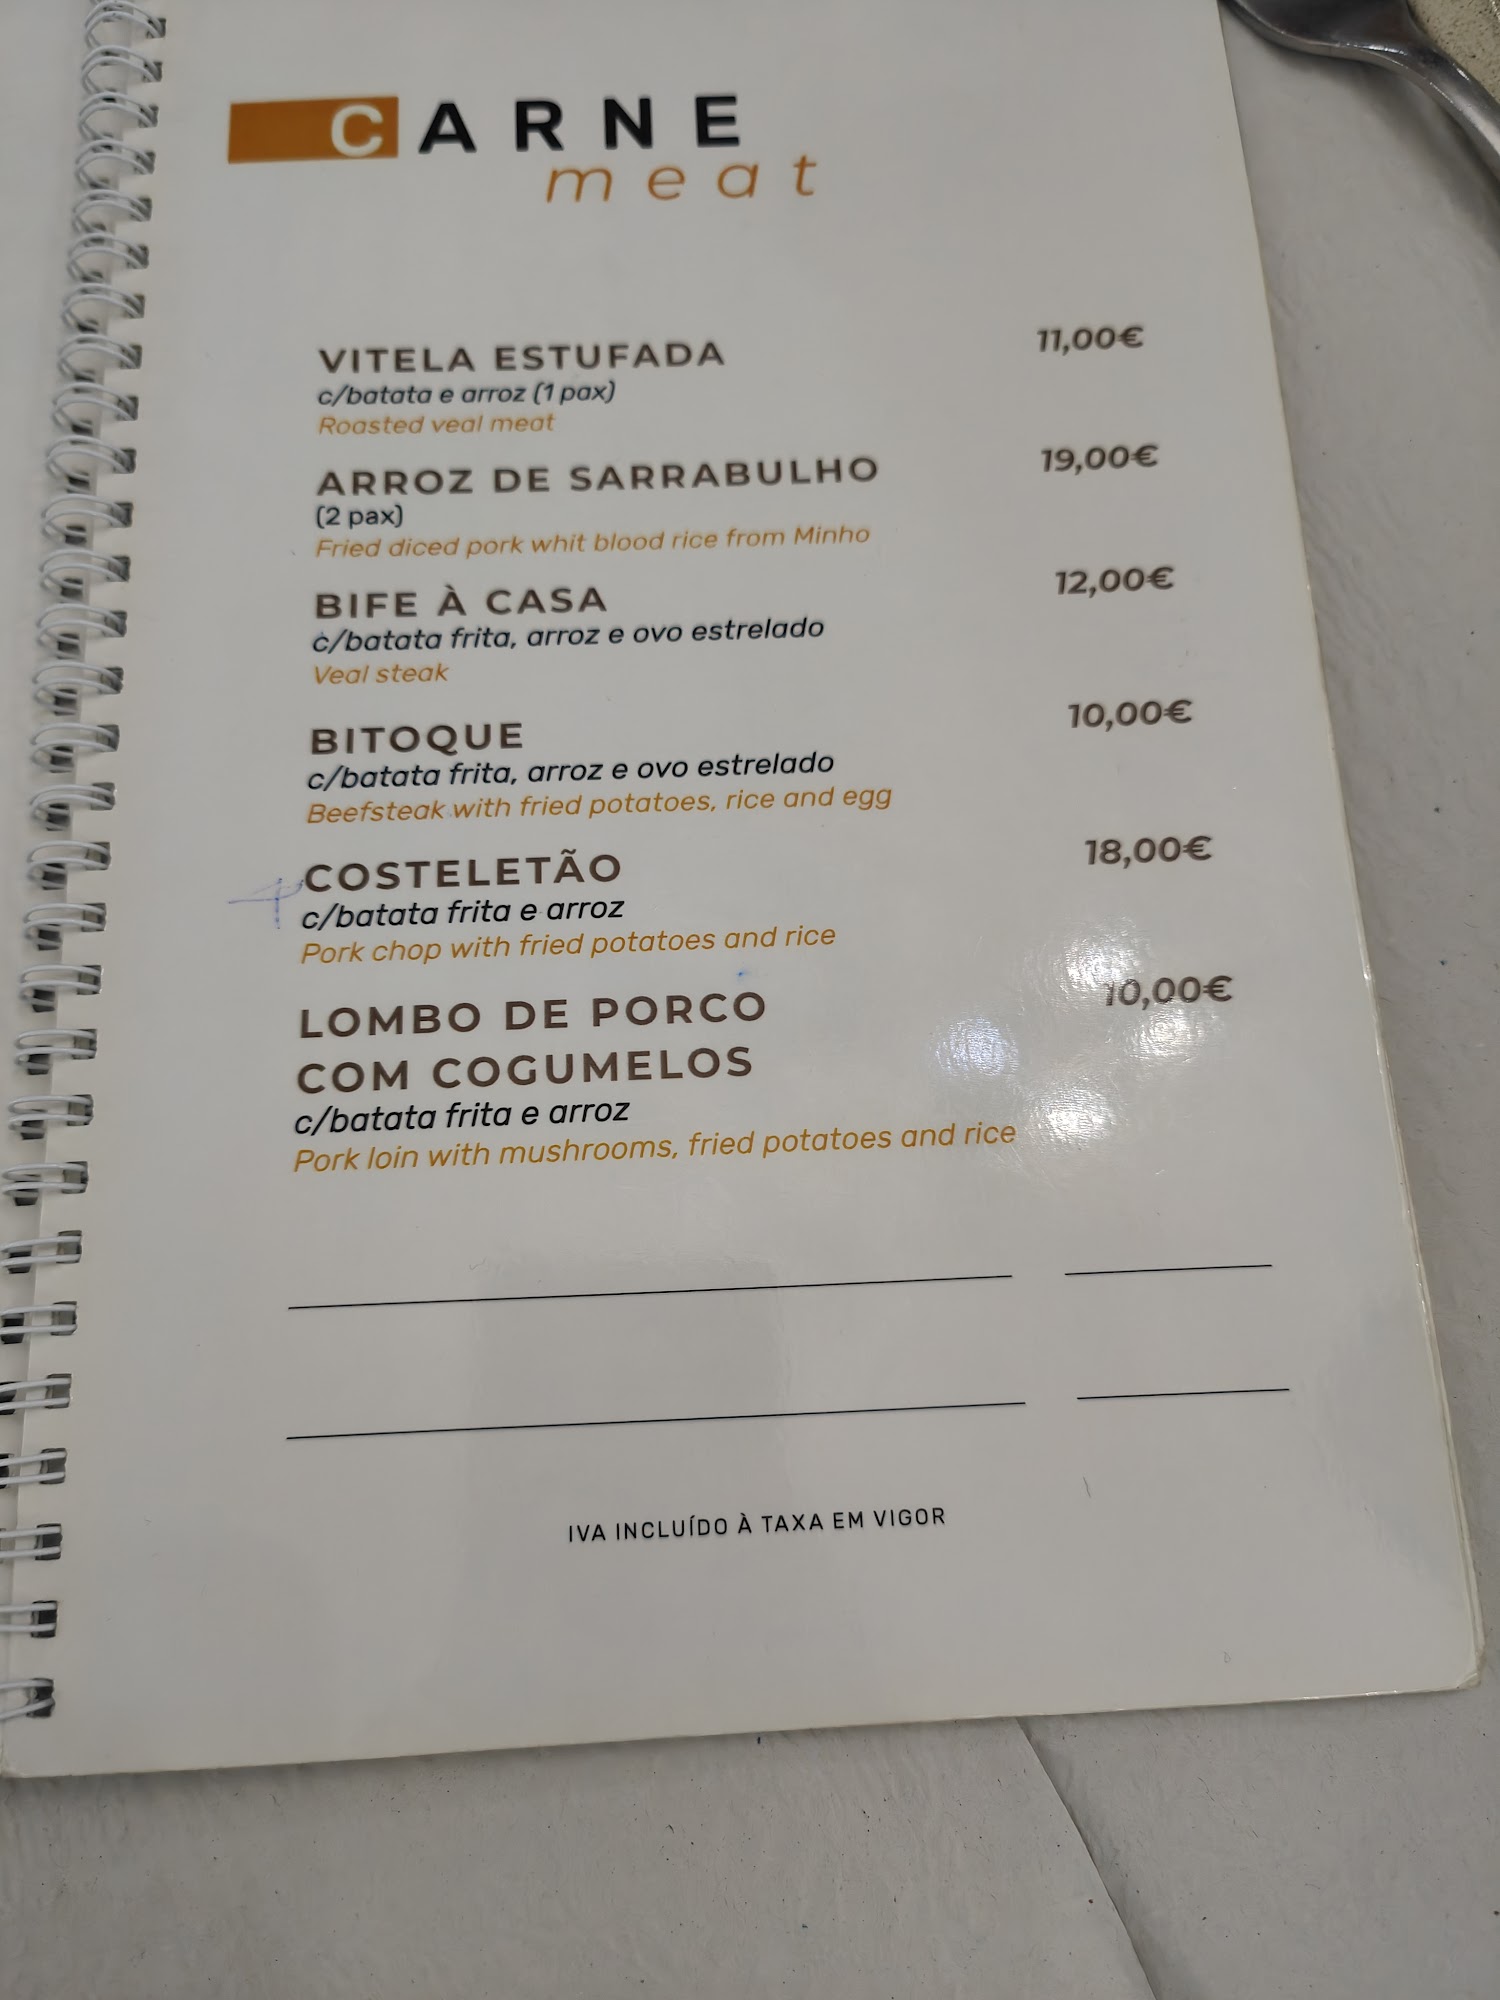 CARNE
meat
VITELA ESTUFADA 11,00€
c/batata e arroz (1 pax)
Roasted veal meat
ARROZ DE SARRABULHO 19,00€
(2 pax)
Fried diced pork whit blood rice from Minho
BIFE À CASA 12,00€
c/batata frita, arroz e ovo estrelado
Veal steak
BITOQUE 10,00€
c/batata frita, arroz e ovo estrelado
Beefsteak with fried potatoes, rice and egg
COSTELETÃO 18,00€
c/batata frita e arroz
Pork chop with fried potatoes and rice
LOMBO DE PORCO 10,00€
COM COGUMELOS
c/batata frita e arroz
Pork loin with mushrooms, fried potatoes and rice
IVA INCLUÍDO À TAXA EM VIGOR